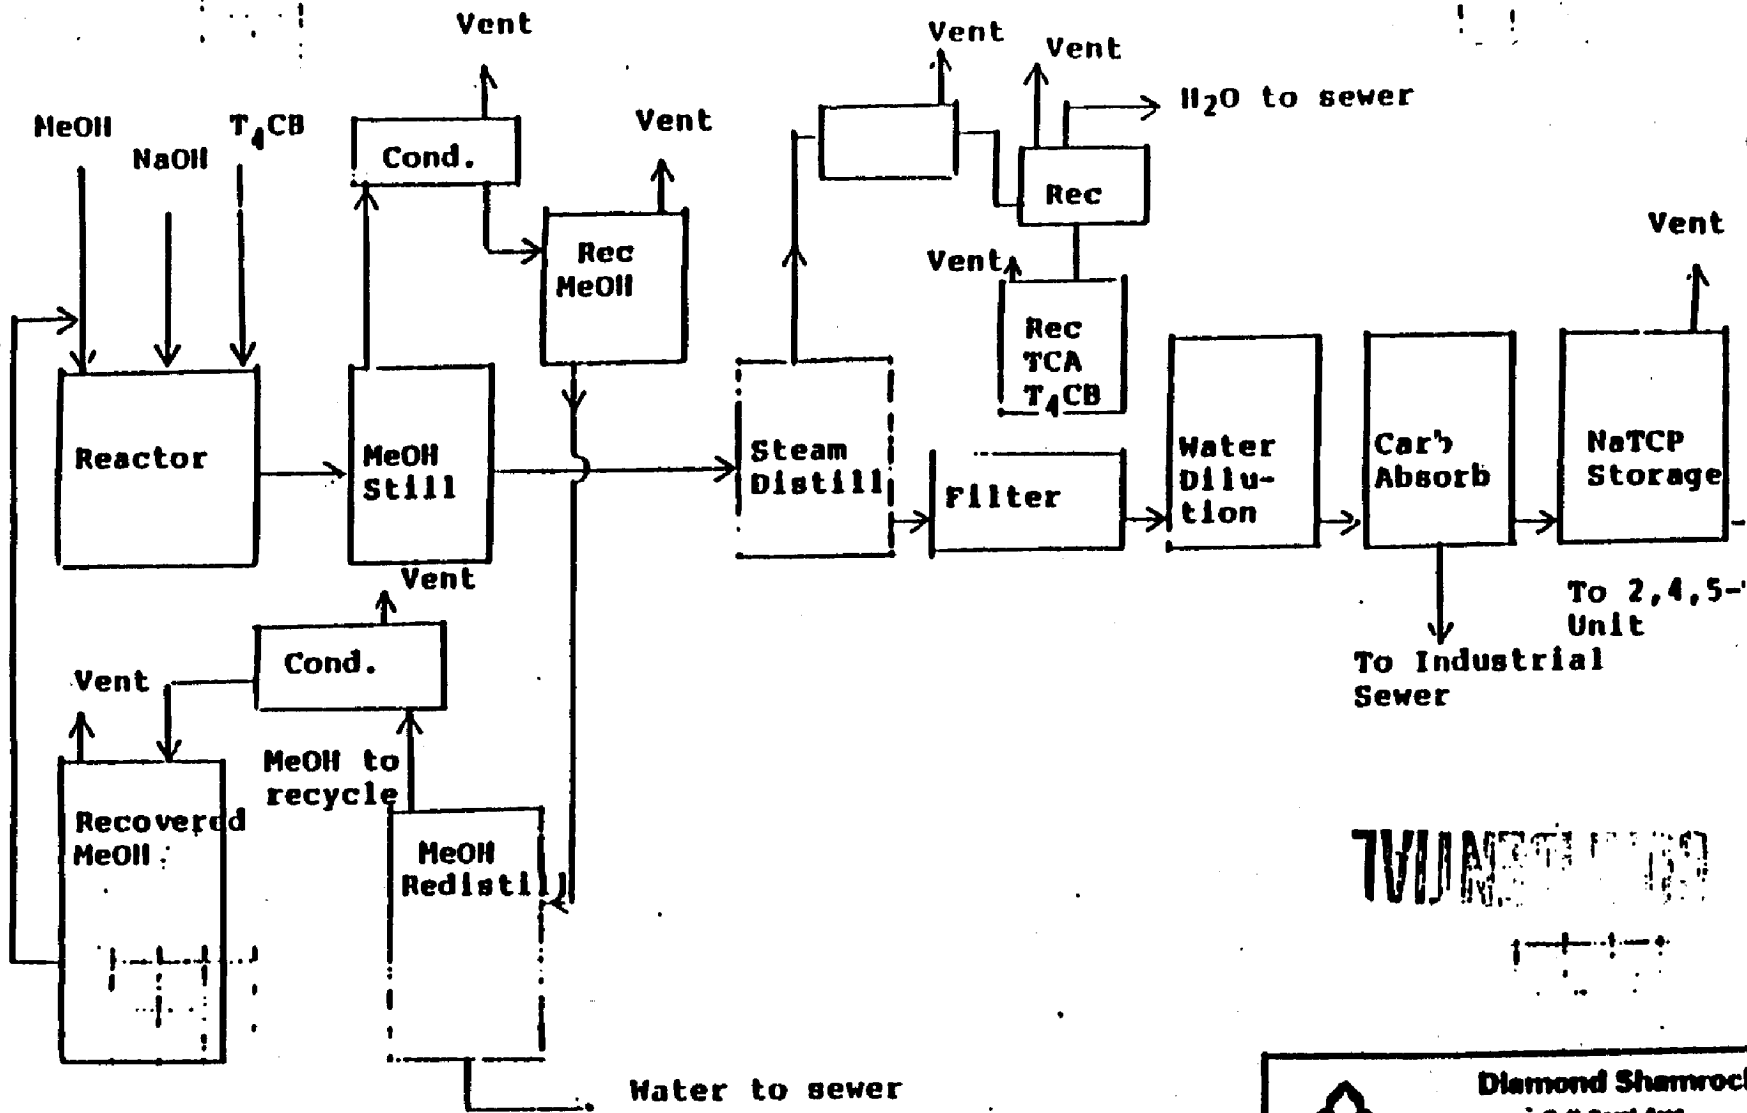 Vent
Vent
Vent
MeOH
T4CB
Vent
H2O to sewer
NaOH
Cond.
Rec
Rec
MeOH
Vent
Vent
Rec
TCA
T4CB
Reactor
MeOH
Still
Steam
Distill
Filter
Water
Dilu-
tion
Absorb
NaTCP
Storage
Vent
To 2,4,5-
Unit
Cond.
Vent
To Industrial
Sewer
MeOH to
recycle
Recovered
MeOH
MeOH
Redistill
Water to sewer
Diamond Shamrock